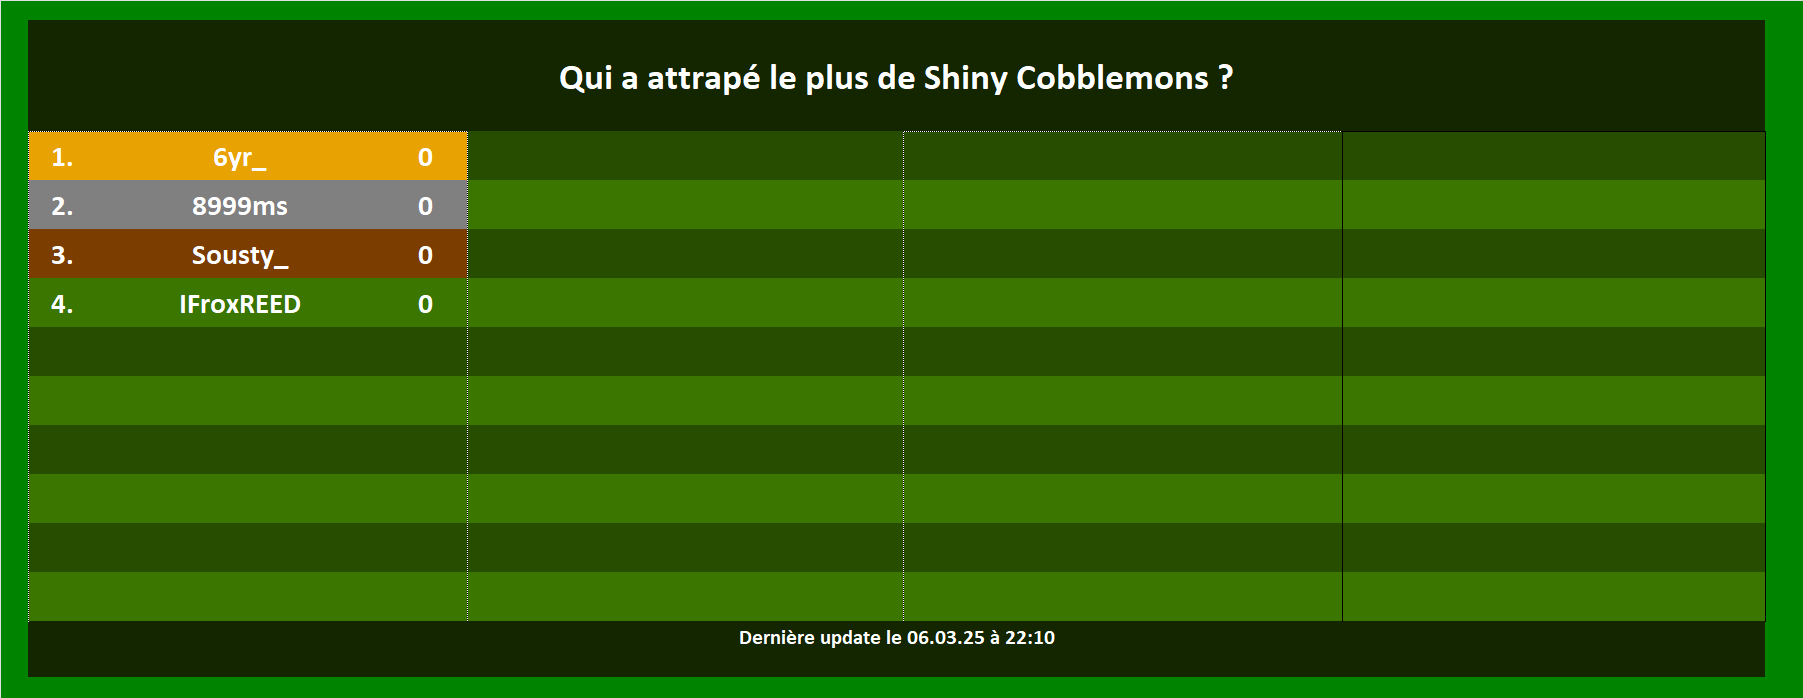 Qui a attrapé le plus de Shiny Cobblemons ?
1. 6yr_ 0
2. 8999ms 0
3. Sousty_ 0
4. IFroxREED 0
Dernière update le 06.03.25 à 22:10